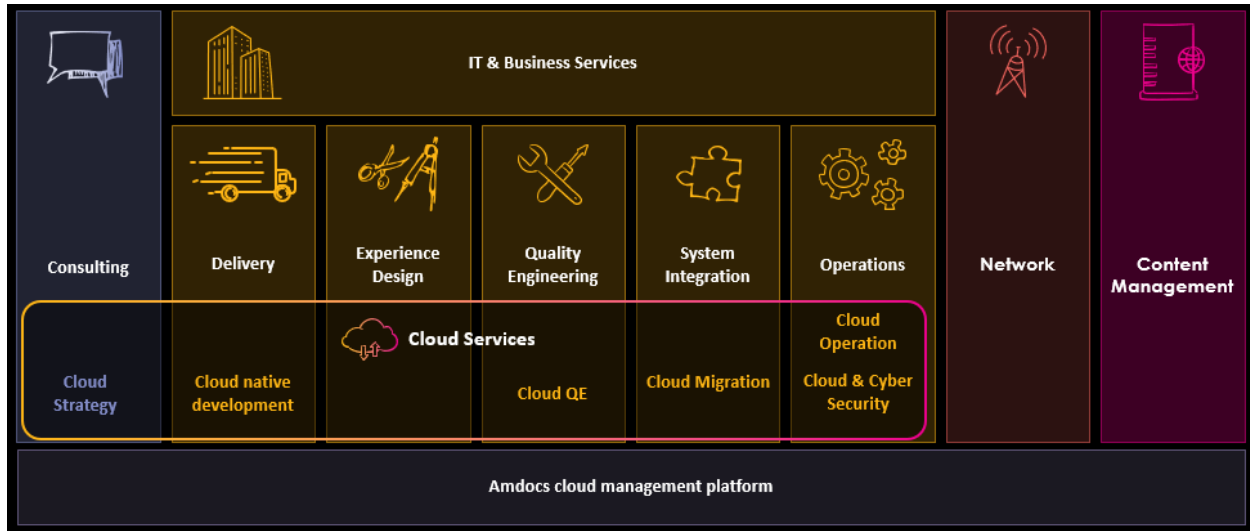 IT & Business Services
Consulting
Delivery
Experience
Design
Quality
Engineering
System
Integration
Operations
Network
Content
Management
Cloud Services
Cloud
Strategy
Cloud native
development
Cloud QE
Cloud Migration
Cloud
Operation
Cloud & Cyber
Security
Amdocs cloud management platform